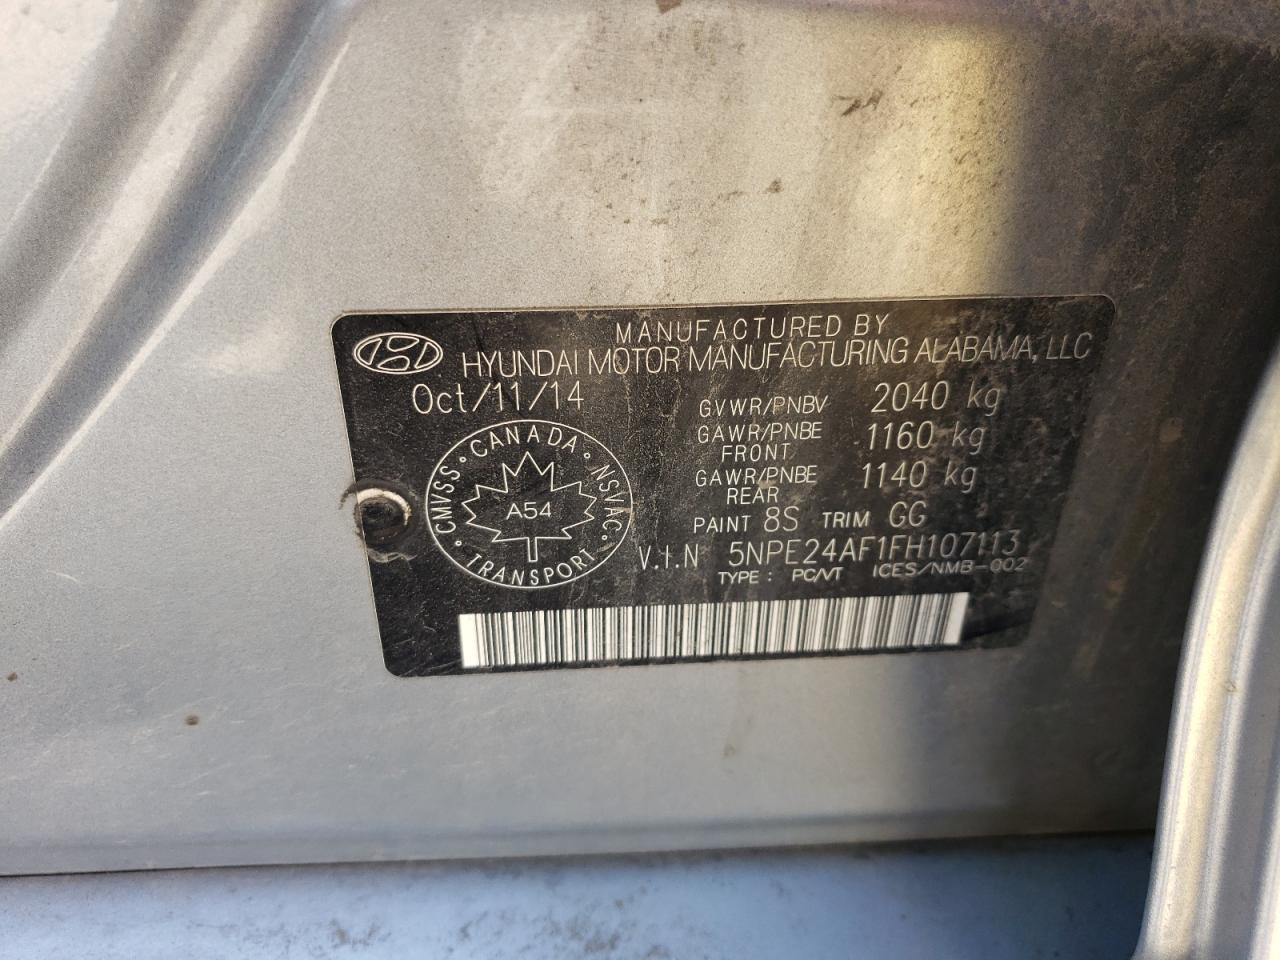 MANUFACTURED BY
HYUNDAI MOTOR MANUFACTURING ALABAMA, LLC
Oct/11/14
GVWR/PNBV 2040 kg
GAWR/PNBE FRONT 1160 kg
GAWR/PNBE REAR 1140 kg
CANADA · NSVAC · TRANSPORT · CMVSS
A54
PAINT 8S TRIM GG
V.I.N 5NPE24AF1FH107113
TYPE : PC/VT ICES/NMB-002